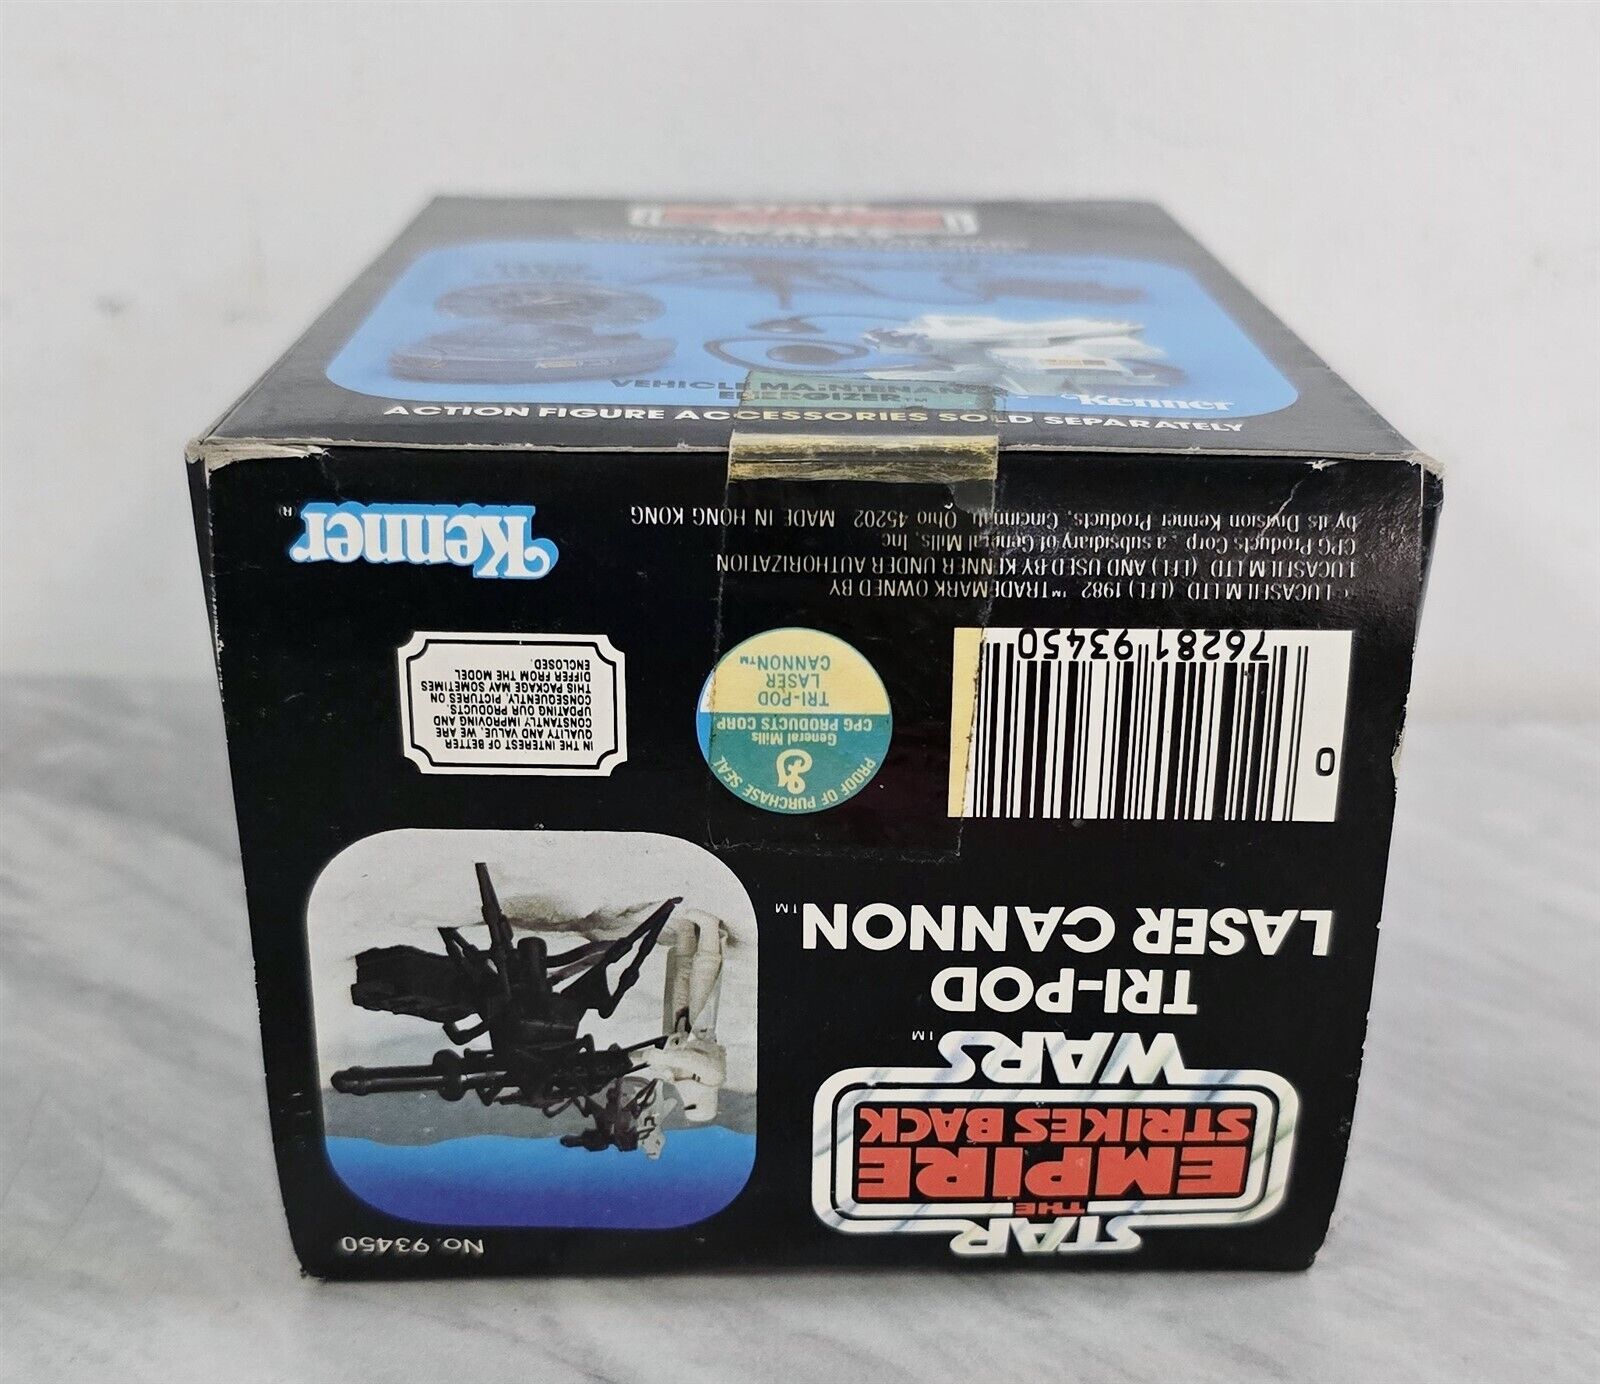 VEHICLE MAINTENANCE
ENERGIZER™
Kenner
ACTION FIGURE ACCESSORIES SOLD SEPARATELY
No. 93450
STAR
THE
EMPIRE
STRIKES BACK
WARS™
TRI-POD
LASER CANNON™
0
76281 93450
PROOF OF PURCHASE SEAL
General Mills
CPG PRODUCTS CORP.
TRI-POD
LASER
CANNON™
IN THE INTEREST OF BETTER
QUALITY AND VALUE, WE ARE
CONSTANTLY IMPROVING AND
UPDATING OUR PRODUCTS.
CONSEQUENTLY, PICTURES ON
THIS PACKAGE MAY SOMETIMES
DIFFER FROM THE MODEL
ENCLOSED.
© LUCASFILM LTD. (LFL) 1982 ™TRADEMARK OWNED BY
LUCASFILM LTD. (LFL) AND USED BY KENNER UNDER AUTHORIZATION
CPG Products Corp., a subsidiary of General Mills, Inc.
by its Division Kenner Products, Cincinnati, Ohio 45202 MADE IN HONG KONG
Kenner®